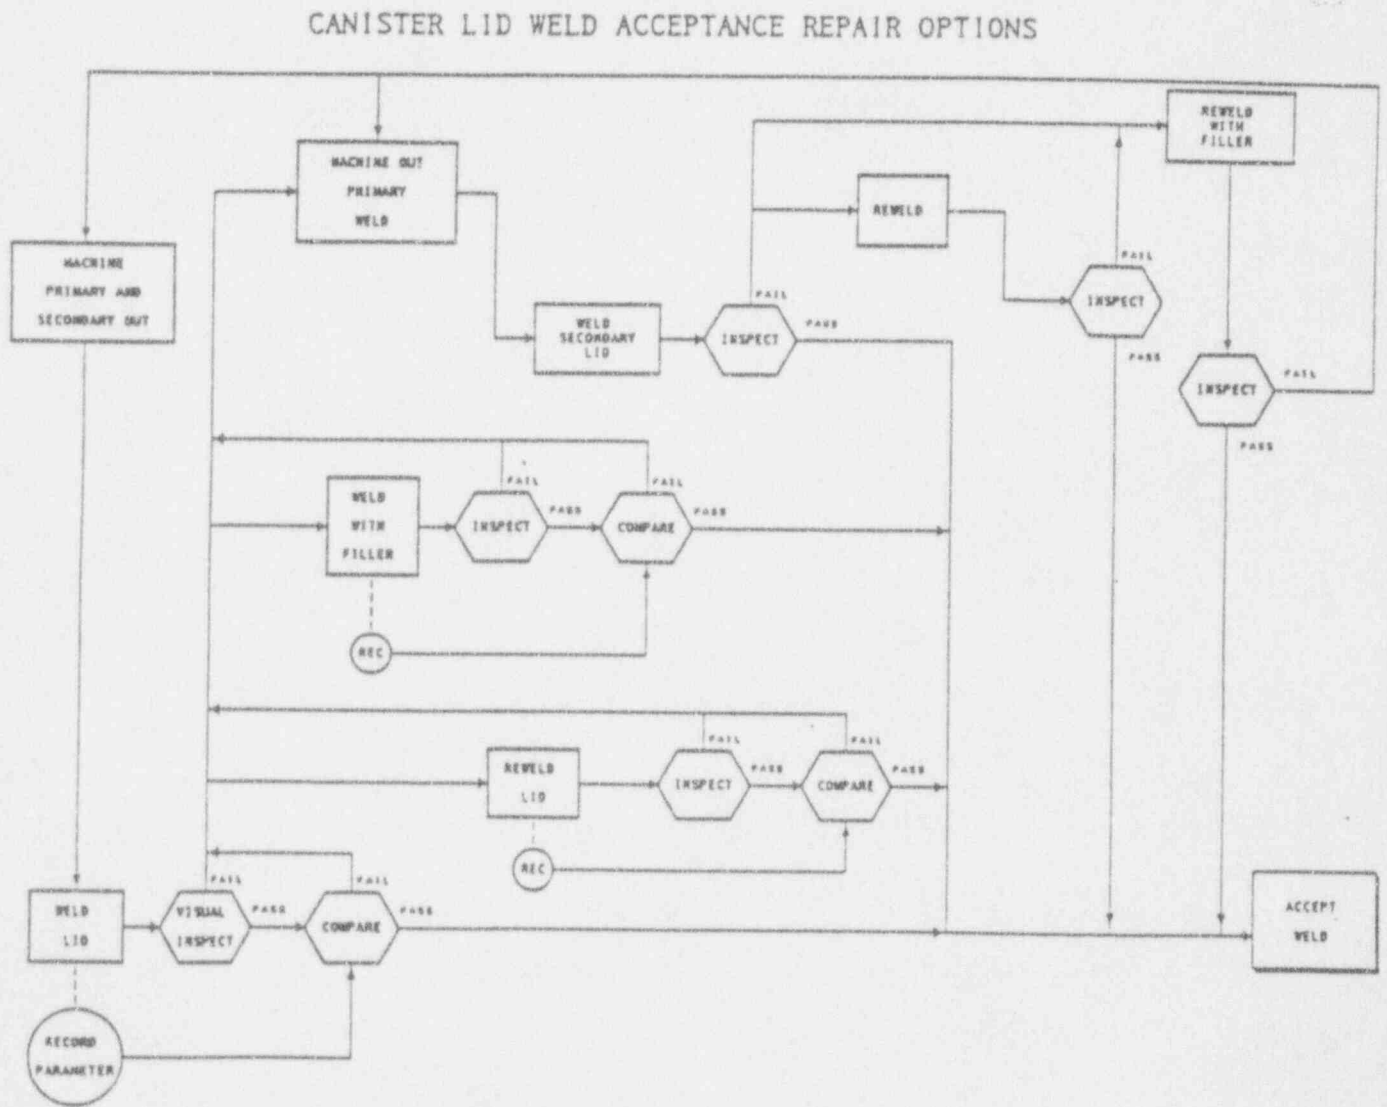 CANISTER LID WELD ACCEPTANCE REPAIR OPTIONS
REWELD
WITH
FILLER
MACHINE OUT
PRIMARY
WELD
REWELD
MACHINE
PRIMARY AND
SECONDARY OUT
FAIL
INSPECT
PASS
WELD
SECONDARY
LID
FAIL
INSPECT
PASS
INSPECT
FAIL
PASS
WELD
WITH
FILLER
FAIL
INSPECT
PASS
FAIL
COMPARE
PASS
REC
REWELD
LID
FAIL
INSPECT
PASS
FAIL
COMPARE
PASS
REC
WELD
LID
FAIL
VISUAL
INSPECT
PASS
FAIL
COMPARE
PASS
ACCEPT
WELD
RECORD
PARAMETER